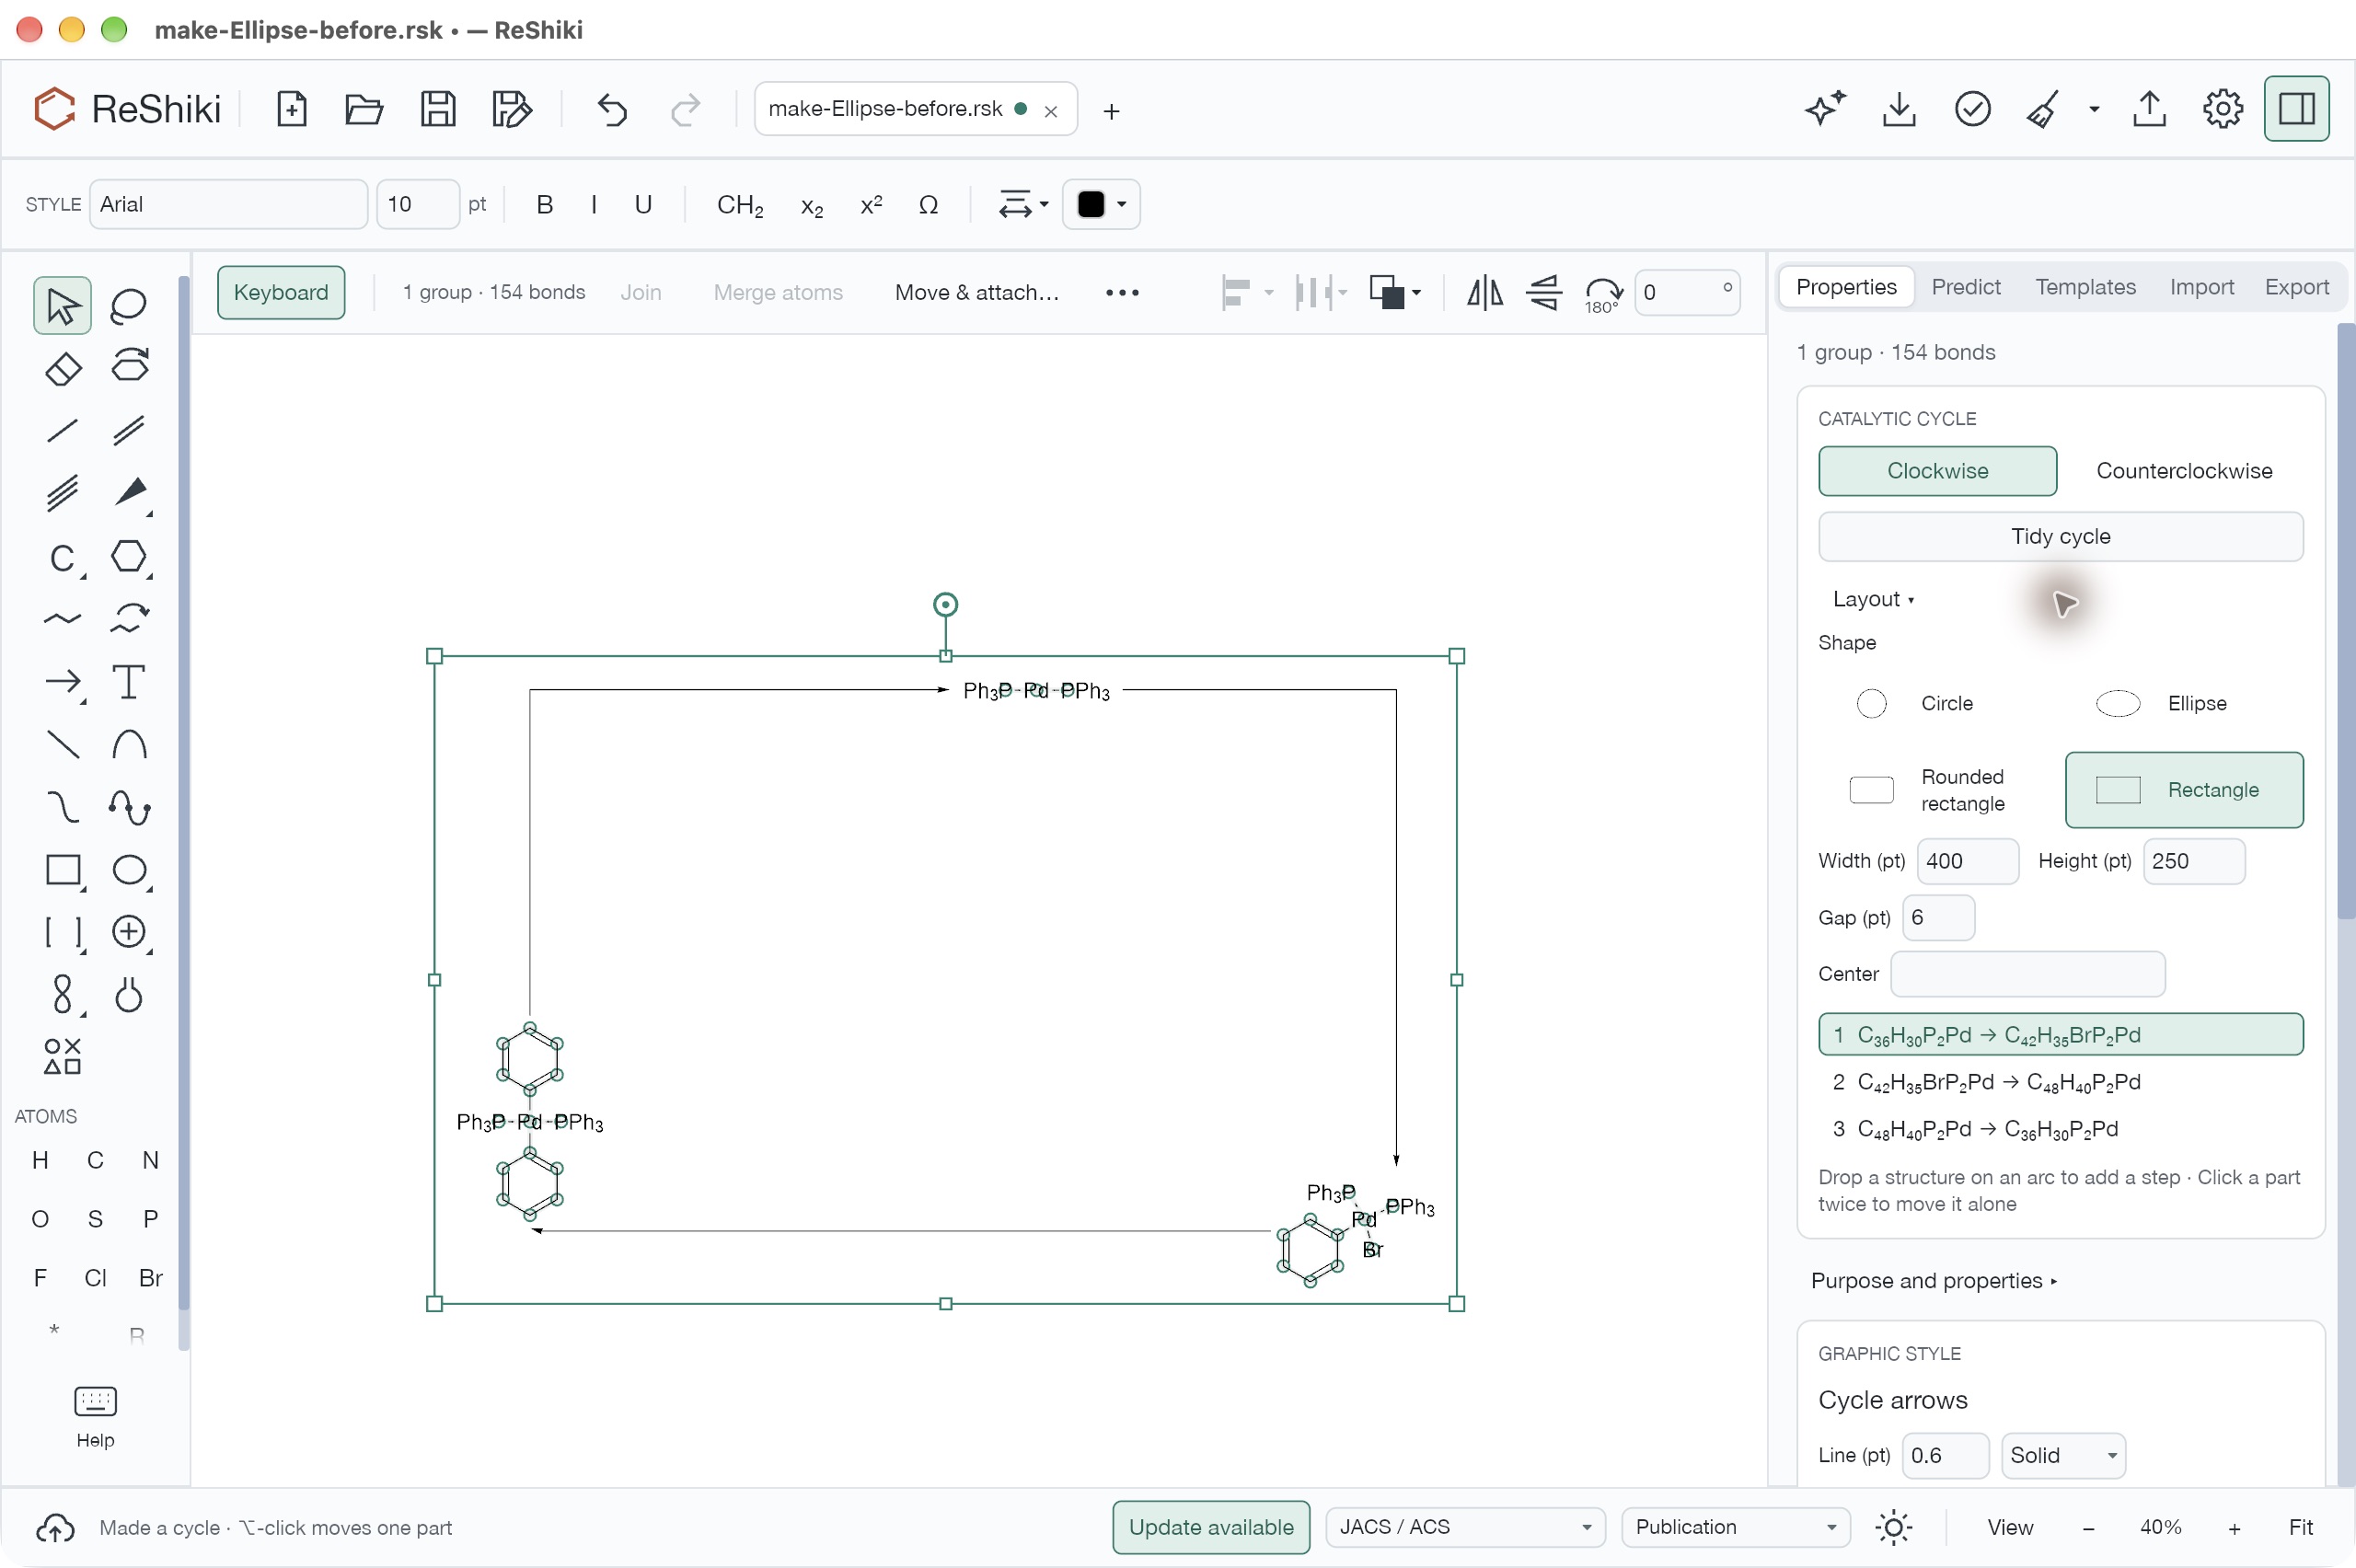 make-Ellipse-before.rsk • — ReShiki
ReShiki
make-Ellipse-before.rsk ● × +
STYLE Arial 10 pt B I U CH₂ x₂ x² Ω
Keyboard 1 group · 154 bonds Join Merge atoms Move & attach... ••• 180° 0 °
Properties Predict Templates Import Export
1 group · 154 bonds
CATALYTIC CYCLE
Clockwise Counterclockwise
Tidy cycle
Layout ▾
Shape
Circle Ellipse
Rounded rectangle Rectangle
Width (pt) 400 Height (pt) 250
Gap (pt) 6
Center
1 C₃₆H₃₀P₂Pd → C₄₂H₃₅BrP₂Pd
2 C₄₂H₃₅BrP₂Pd → C₄₈H₄₀P₂Pd
3 C₄₈H₄₀P₂Pd → C₃₆H₃₀P₂Pd
Drop a structure on an arc to add a step · Click a part
twice to move it alone
Purpose and properties ▸
GRAPHIC STYLE
Cycle arrows
Line (pt) 0.6 Solid
C
T
ATOMS
H C N
O S P
F Cl Br
* R
Help
Ph₃P Pd PPh₃
Ph₃P Pd PPh₃
Ph₃P
PPh₃
Pd
Br
Made a cycle · ⌥-click moves one part
Update available JACS / ACS Publication View − 40% + Fit